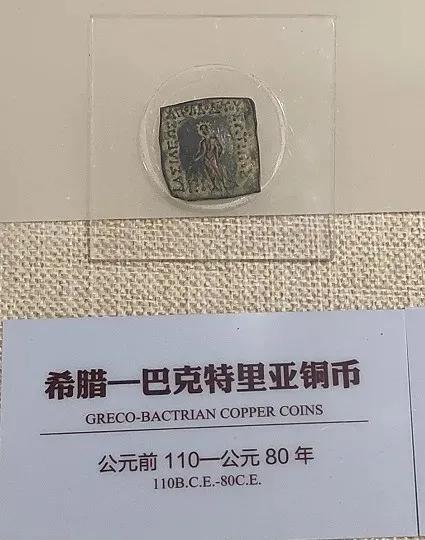 ΒΑΣΙΛΕΩΣ
希腊—巴克特里亚铜币
GRECO-BACTRIAN COPPER COINS
公元前 110—公元 80 年
110B.C.E.-80C.E.